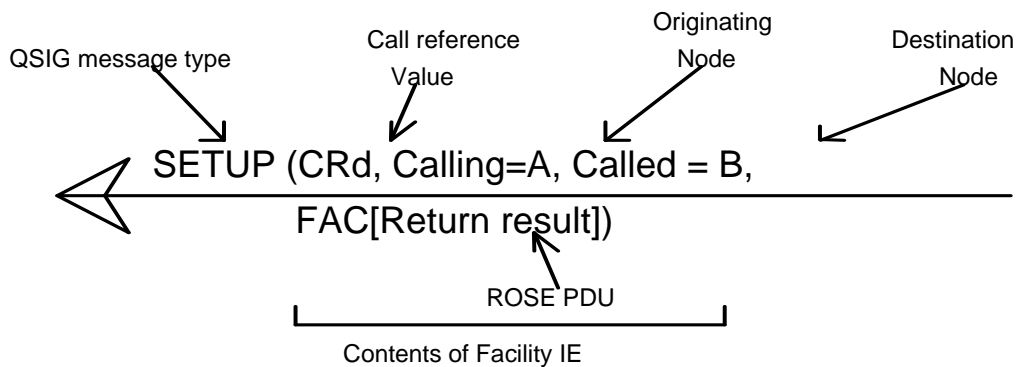 Originating
Call reference
Destination
QSIG message type
Node
Value
Node
SETUP (CRd, Calling=A, Called = B,
FAC[Return result])
ROSE PDU
Contents of Facility IE